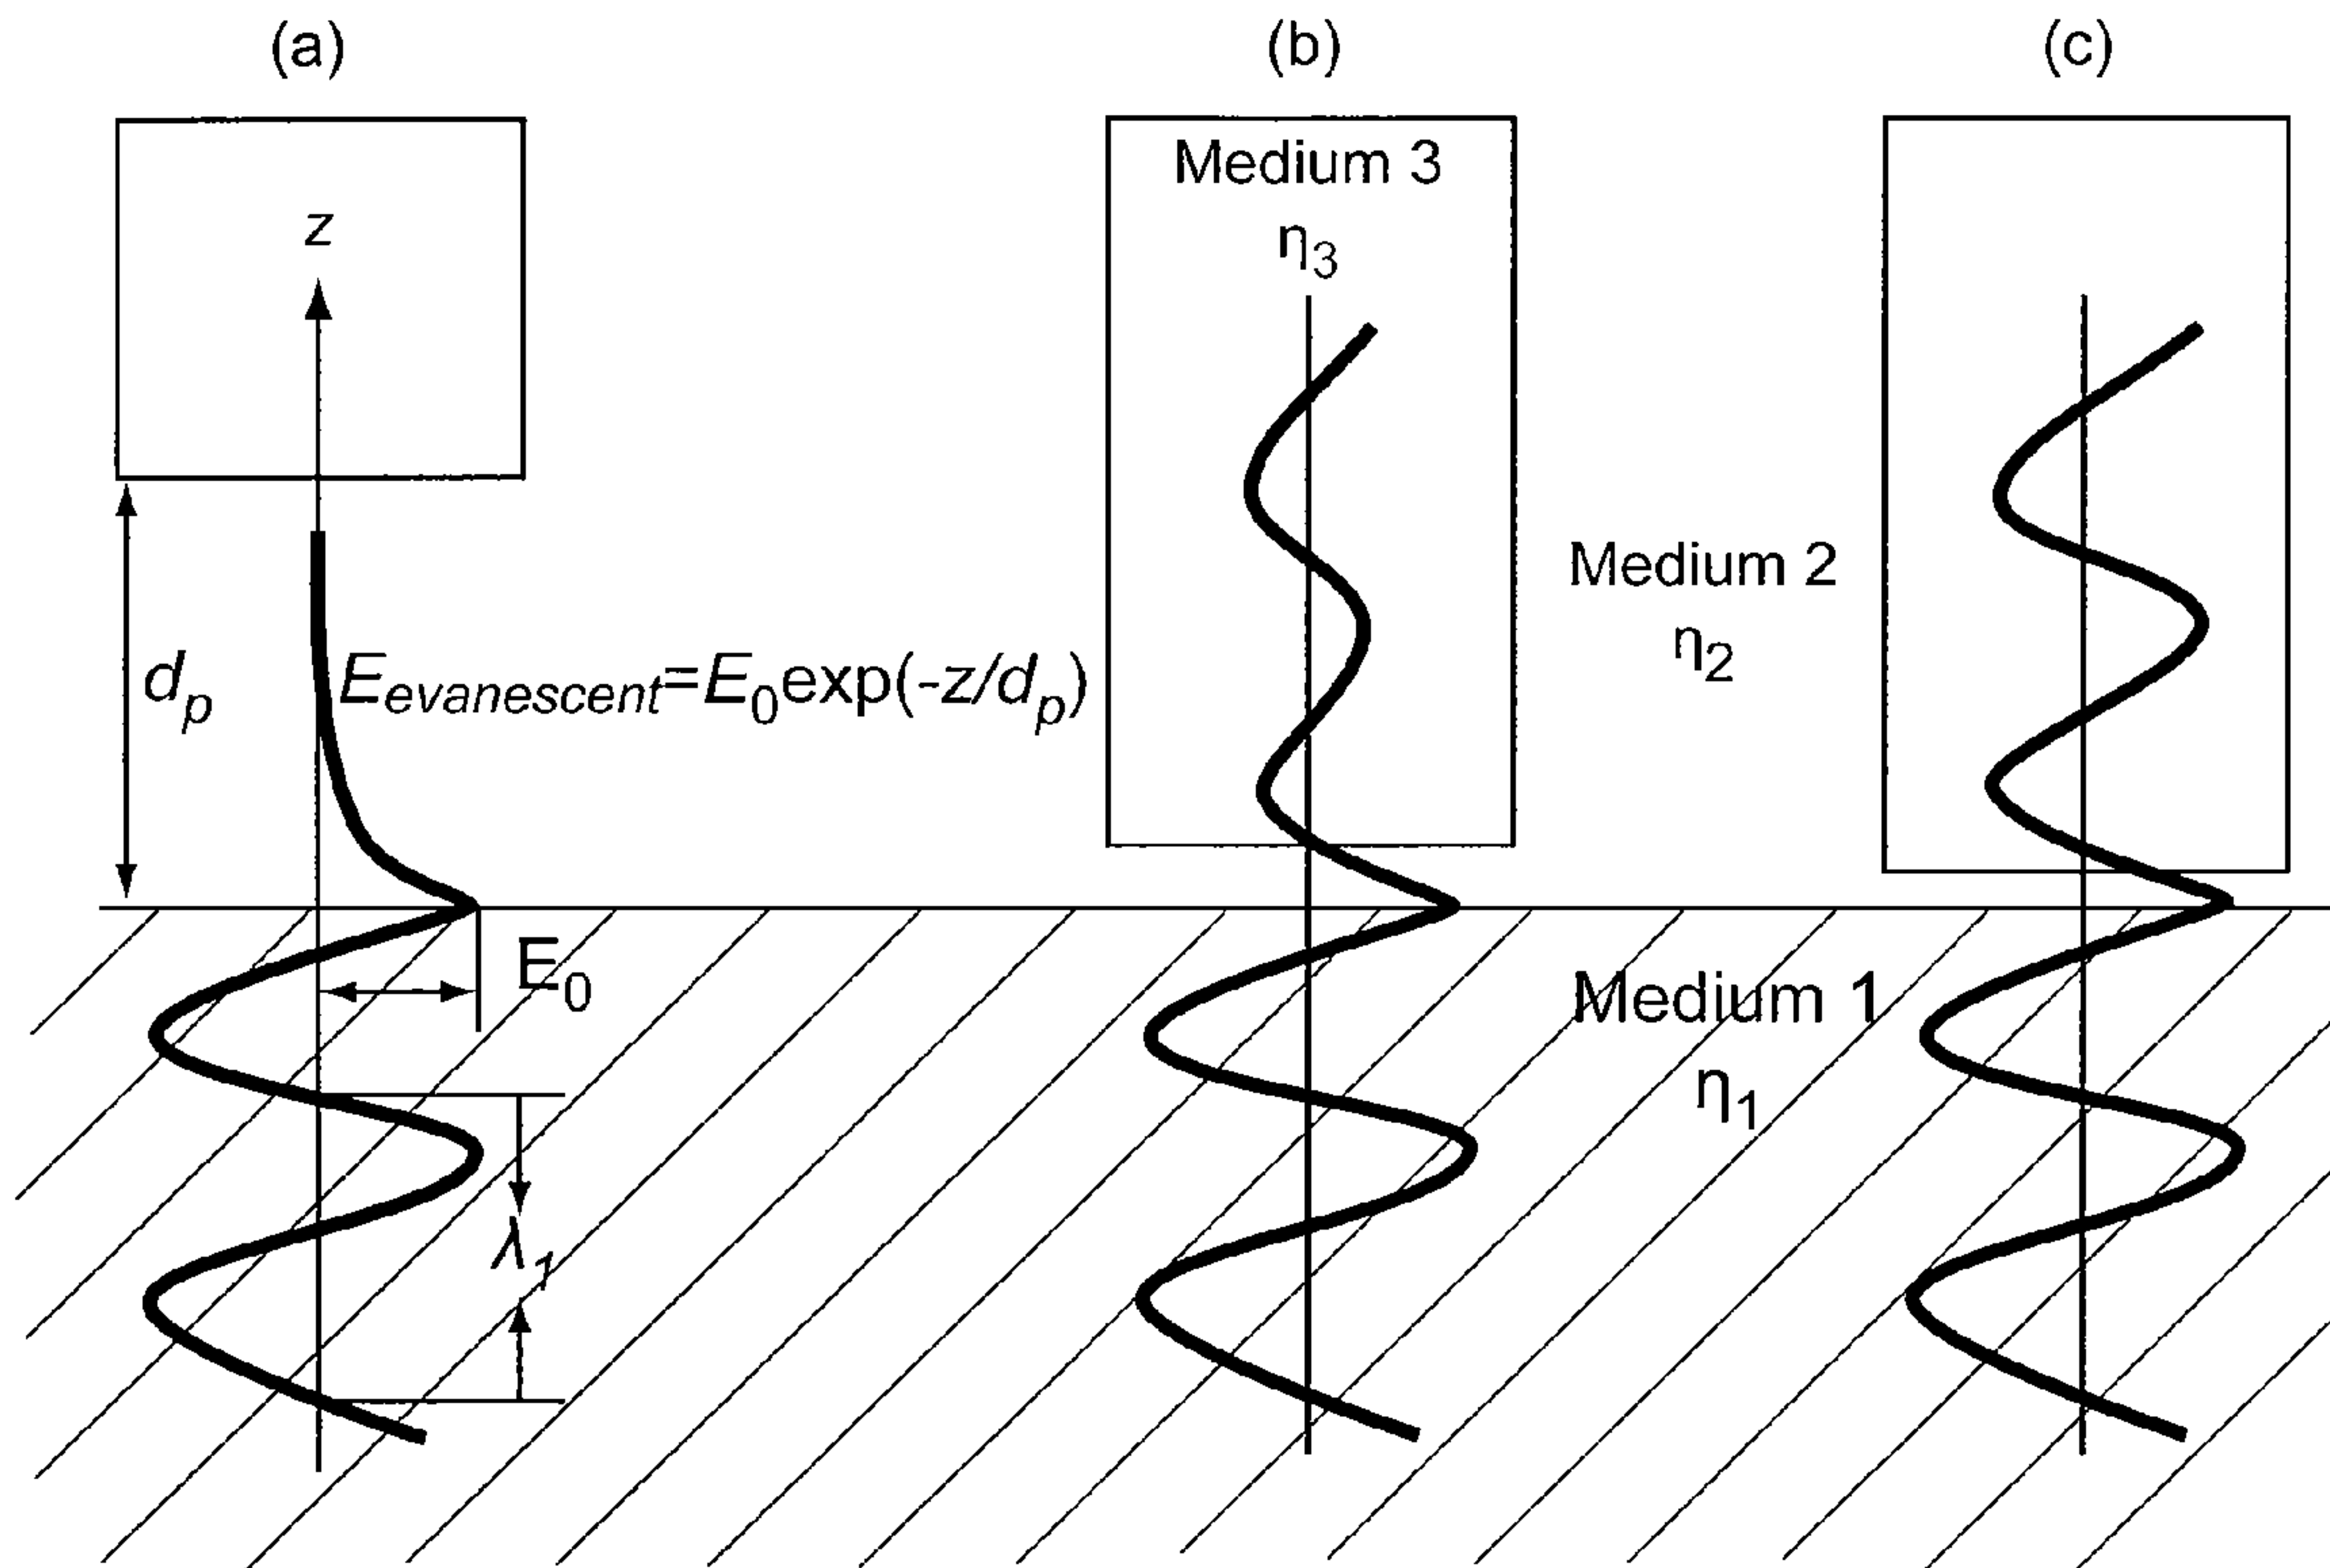 (a)
(b)
(c)
z
Medium 3
η3
Medium 2
η2
dp
Eevanescent=E0exp(-z/dp)
E0
Medium 1
η1
λ1